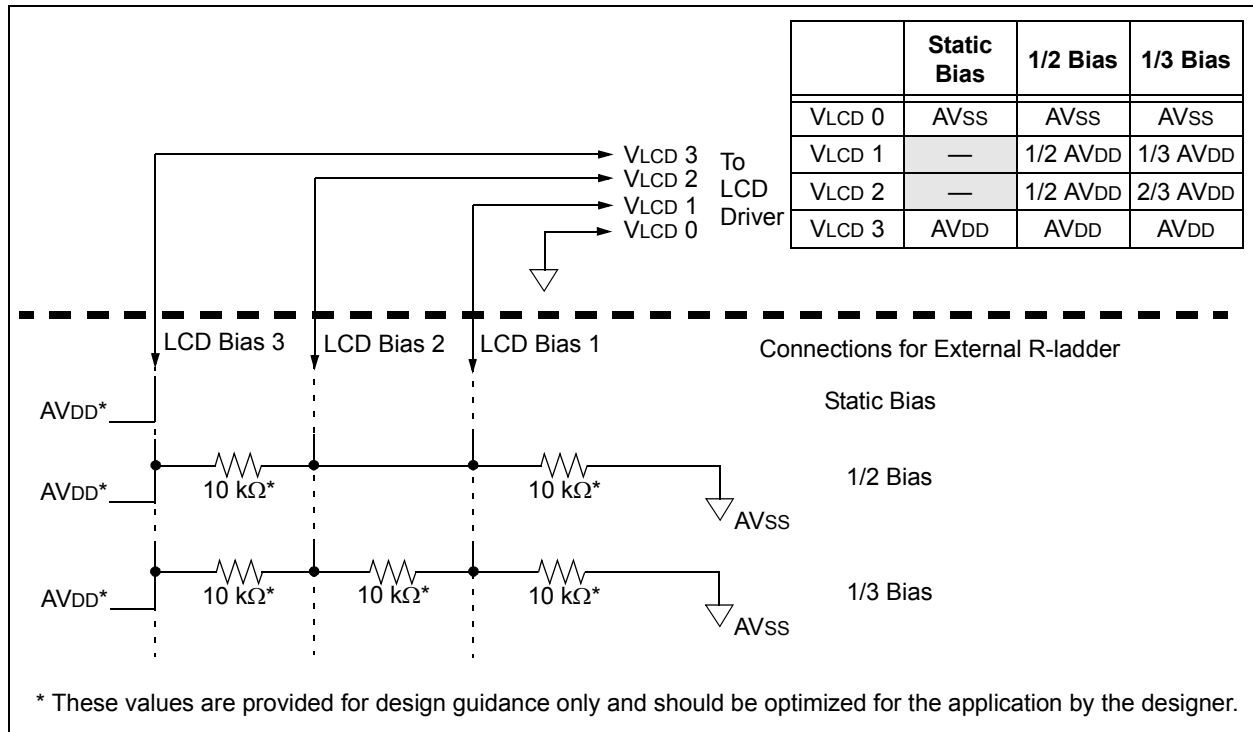 Static Bias 1/2 Bias 1/3 Bias
VLCD 0 AVSS AVSS AVSS
VLCD 1 — 1/2 AVDD 1/3 AVDD
VLCD 2 — 1/2 AVDD 2/3 AVDD
VLCD 3 AVDD AVDD AVDD
VLCD 3
VLCD 2
VLCD 1
VLCD 0
To
LCD
Driver
LCD Bias 3 LCD Bias 2 LCD Bias 1 Connections for External R-ladder
AVDD* Static Bias
AVDD* 10 kΩ* 10 kΩ* AVSS 1/2 Bias
AVDD* 10 kΩ* 10 kΩ* 10 kΩ* AVSS 1/3 Bias
* These values are provided for design guidance only and should be optimized for the application by the designer.